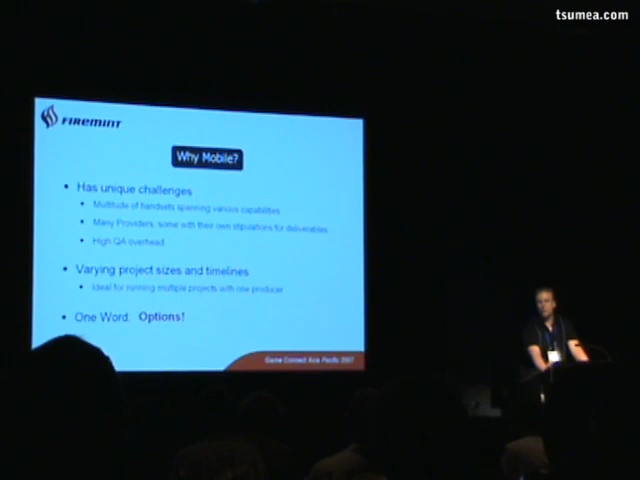 tsumea.com
FIREMINT
Why Mobile?
• Has unique challenges
• Multitude of handsets spanning various capabilities
• Many Providers, some with their own stipulations for deliverables
• High QA overhead
• Varying project sizes and timelines
• Ideal for running multiple projects with one producer
• One Word: Options!
Game Connect Asia Pacific 2007